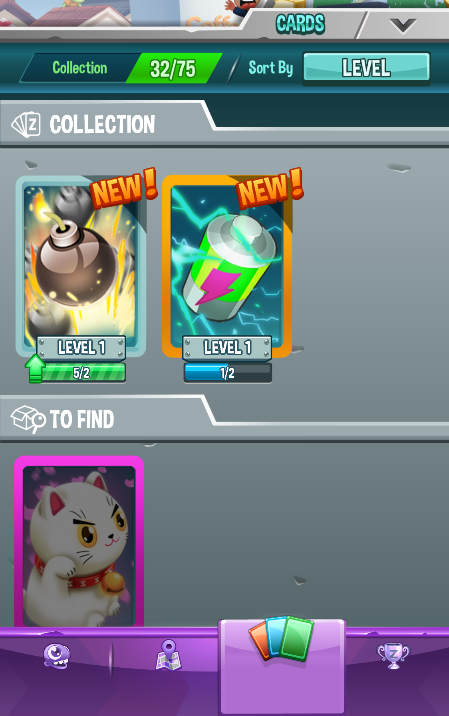 CARDS
Collection 32/75 Sort By LEVEL
Z COLLECTION
NEW! NEW!
LEVEL 1 LEVEL 1
5/2 1/2
TO FIND
Z